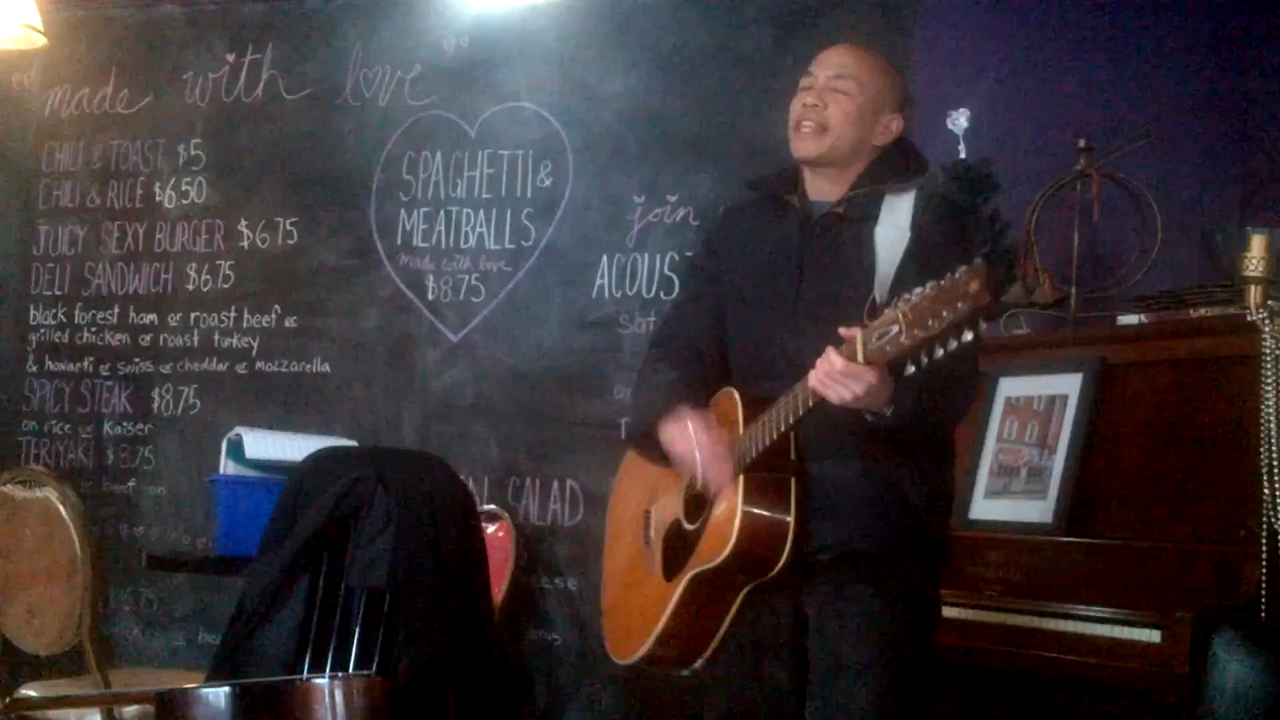 made with love
CHILI & TOAST $5
CHILI & RICE $6.50
JUICY SEXY BURGER $6.75
DELI SANDWICH $6.75
black forest ham or roast beef or
grilled chicken or roast turkey
& havarti or swiss or cheddar or mozzarella
SPICY STEAK $8.75
on rice or kaiser
TERIYAKI $8.75
beef on
SPAGHETTI &
MEATBALLS
made with love
$8.75
join
ACOUS
Sat
SALAD